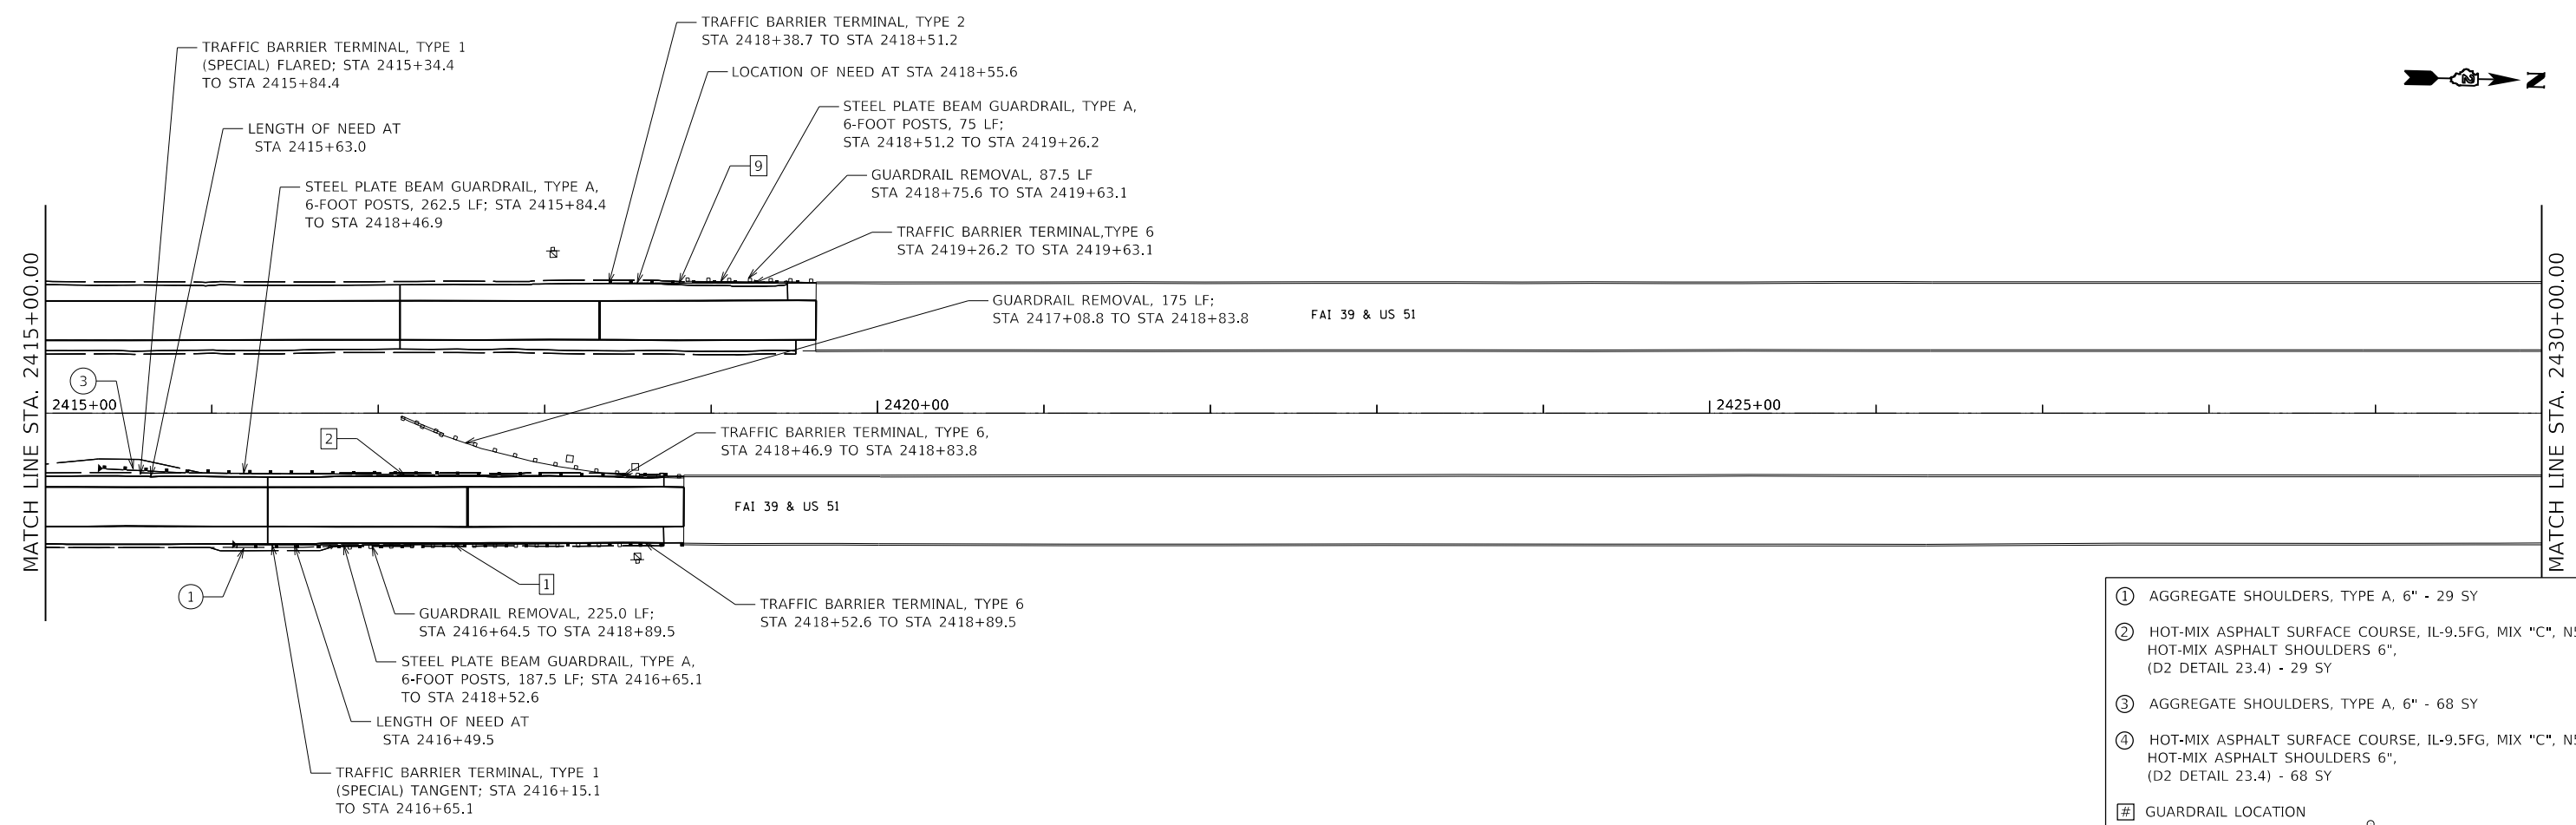 TRAFFIC BARRIER TERMINAL, TYPE 2
STA 2418+38.7 TO STA 2418+51.2
TRAFFIC BARRIER TERMINAL, TYPE 1
(SPECIAL) FLARED; STA 2415+34.4
TO STA 2415+84.4
LOCATION OF NEED AT STA 2418+55.6
N
STEEL PLATE BEAM GUARDRAIL, TYPE A,
6-FOOT POSTS, 75 LF;
STA 2418+51.2 TO STA 2419+26.2
LENGTH OF NEED AT
STA 2415+63.0
9
GUARDRAIL REMOVAL, 87.5 LF
STA 2418+75.6 TO STA 2419+63.1
STEEL PLATE BEAM GUARDRAIL, TYPE A,
6-FOOT POSTS, 262.5 LF; STA 2415+84.4
TO STA 2418+46.9
TRAFFIC BARRIER TERMINAL,TYPE 6
STA 2419+26.2 TO STA 2419+63.1
MATCH LINE STA. 2415+00.00
GUARDRAIL REMOVAL, 175 LF;
STA 2417+08.8 TO STA 2418+83.8
FAI 39 & US 51
MATCH LINE STA. 2430+00.00
3
2415+00
2420+00
2425+00
2
TRAFFIC BARRIER TERMINAL, TYPE 6,
STA 2418+46.9 TO STA 2418+83.8
FAI 39 & US 51
1
1
GUARDRAIL REMOVAL, 225.0 LF;
STA 2416+64.5 TO STA 2418+89.5
TRAFFIC BARRIER TERMINAL, TYPE 6
STA 2418+52.6 TO STA 2418+89.5
STEEL PLATE BEAM GUARDRAIL, TYPE A,
6-FOOT POSTS, 187.5 LF; STA 2416+65.1
TO STA 2418+52.6
LENGTH OF NEED AT
STA 2416+49.5
TRAFFIC BARRIER TERMINAL, TYPE 1
(SPECIAL) TANGENT; STA 2416+15.1
TO STA 2416+65.1
1 AGGREGATE SHOULDERS, TYPE A, 6" - 29 SY
2 HOT-MIX ASPHALT SURFACE COURSE, IL-9.5FG, MIX "C",
HOT-MIX ASPHALT SHOULDERS 6",
(D2 DETAIL 23.4) - 29 SY
3 AGGREGATE SHOULDERS, TYPE A, 6" - 68 SY
4 HOT-MIX ASPHALT SURFACE COURSE, IL-9.5FG, MIX "C",
HOT-MIX ASPHALT SHOULDERS 6",
(D2 DETAIL 23.4) - 68 SY
# GUARDRAIL LOCATION